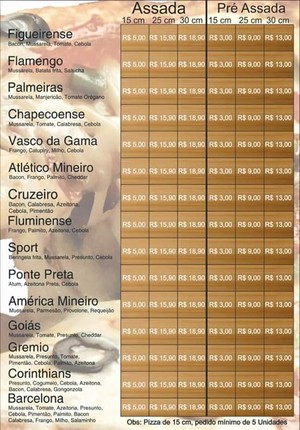 Assada Pré Assada
15 cm 25 cm 30 cm 15 cm 25 cm 30 cm
Figueirense
Bacon, Mussarela, Tomate, Cebola
R$ 5,00 R$ 15,90 R$ 18,90 R$ 3,00 R$ 9,00 R$ 13,00
Flamengo
Mussarela, Batata frita, Salsicha
R$ 5,00 R$ 15,90 R$ 18,90 R$ 3,00 R$ 9,00 R$ 13,00
Palmeiras
Mussarela, Manjericão, Tomate Orégano
R$ 5,00 R$ 15,90 R$ 18,90 R$ 3,00 R$ 9,00 R$ 13,00
Chapecoense
Mussarela, Tomate, Calabresa, Cebola
R$ 5,00 R$ 15,90 R$ 18,90 R$ 3,00 R$ 9,00 R$ 13,00
Vasco da Gama
Frango, Catupiry, Milho, Cebola
R$ 5,00 R$ 15,90 R$ 18,90 R$ 3,00 R$ 9,00 R$ 13,00
Atlético Mineiro
Bacon, Frango, Palmito, Cheddar
R$ 5,00 R$ 15,90 R$ 18,90 R$ 3,00 R$ 9,00 R$ 13,00
Cruzeiro
Bacon, Calabresa, Azeitona,
Cebola, Pimentão
R$ 5,00 R$ 15,90 R$ 18,90 R$ 3,00 R$ 9,00 R$ 13,00
Fluminense
Frango, Palmito, Azeitona, Cebola
R$ 5,00 R$ 15,90 R$ 18,90 R$ 3,00 R$ 9,00 R$ 13,00
Sport
Beringela frita, Mussarela, Presunto, Cebola
R$ 5,00 R$ 15,90 R$ 18,90 R$ 3,00 R$ 9,00 R$ 13,00
Ponte Preta
Atum, Azeitona Preta, Cebola
R$ 5,00 R$ 15,90 R$ 18,90 R$ 3,00 R$ 9,00 R$ 13,00
América Mineiro
Mussarela, Parmesão, Provolone, Requeijão
R$ 5,00 R$ 15,90 R$ 18,90 R$ 3,00 R$ 9,00 R$ 13,00
Goiás
Mussarela, Tomate, Presunto, Cheddar
R$ 5,00 R$ 15,90 R$ 18,90 R$ 3,00 R$ 9,00 R$ 13,00
Gremio
Mussarela, Presunto, Tomate,
Pimentão, Cebola, Palmito, Azeitona
R$ 5,00 R$ 15,90 R$ 18,90 R$ 3,00 R$ 9,00 R$ 13,00
Corinthians
Presunto, Cogumelo, Cebola, Azeitona,
Bacon, Calabresa, Gongonzola
R$ 5,00 R$ 15,90 R$ 18,90 R$ 3,00 R$ 9,00 R$ 13,00
Barcelona
Mussarela, Tomate, Azeitona, Presunto,
Cebola, Pimentão, Palmito, Bacon
Calabresa, Frango, Milho, Salaminho
R$ 5,00 R$ 15,90 R$ 18,90 R$ 3,00 R$ 9,00 R$ 13,00
Obs: Pizza de 15 cm, pedido minimo de 5 Unidades